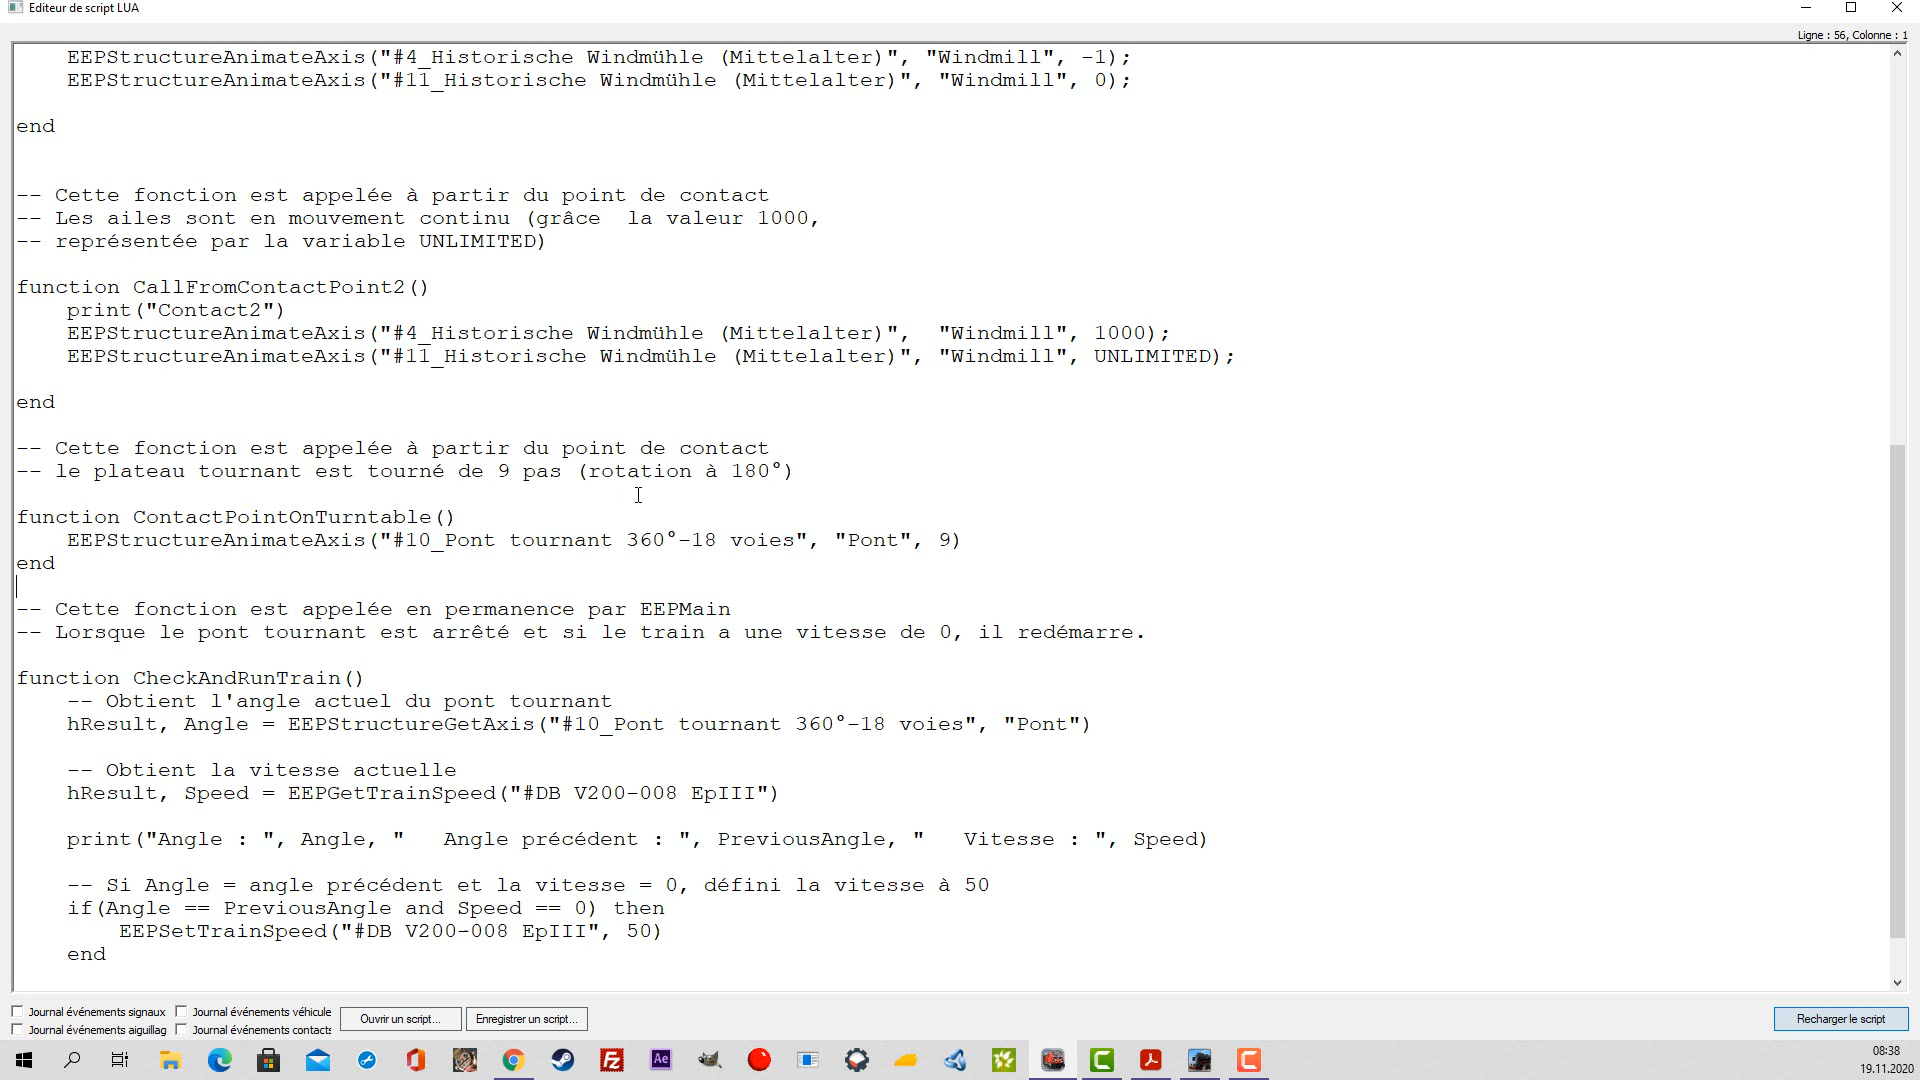 Editeur de script LUA
Ligne : 56, Colonne : 1
EEPStructureAnimateAxis("#4_Historische Windmühle (Mittelalter)", "Windmill", -1);
EEPStructureAnimateAxis("#11_Historische Windmühle (Mittelalter)", "Windmill", 0);
end
-- Cette fonction est appelée à partir du point de contact
-- Les ailes sont en mouvement continu (grâce  la valeur 1000,
-- représentée par la variable UNLIMITED)
function CallFromContactPoint2()
print("Contact2")
EEPStructureAnimateAxis("#4_Historische Windmühle (Mittelalter)",  "Windmill", 1000);
EEPStructureAnimateAxis("#11_Historische Windmühle (Mittelalter)", "Windmill", UNLIMITED);
end
-- Cette fonction est appelée à partir du point de contact
-- le plateau tournant est tourné de 9 pas (rotation à 180°)
function ContactPointOnTurntable()
EEPStructureAnimateAxis("#10_Pont tournant 360°-18 voies", "Pont", 9)
end
-- Cette fonction est appelée en permanence par EEPMain
-- Lorsque le pont tournant est arrêté et si le train a une vitesse de 0, il redémarre.
function CheckAndRunTrain()
-- Obtient l'angle actuel du pont tournant
hResult, Angle = EEPStructureGetAxis("#10_Pont tournant 360°-18 voies", "Pont")
-- Obtient la vitesse actuelle
hResult, Speed = EEPGetTrainSpeed("#DB V200-008 EpIII")
print("Angle : ", Angle, "   Angle précédent : ", PreviousAngle, "   Vitesse : ", Speed)
-- Si Angle = angle précédent et la vitesse = 0, défini la vitesse à 50
if(Angle == PreviousAngle and Speed == 0) then
EEPSetTrainSpeed("#DB V200-008 EpIII", 50)
end
Journal événements signaux
Journal événements véhicule
Journal événements aiguillag
Journal événements contacts
Ouvrir un script...
Enregistrer un script...
Recharger le script
Ae
08:38
19.11.2020